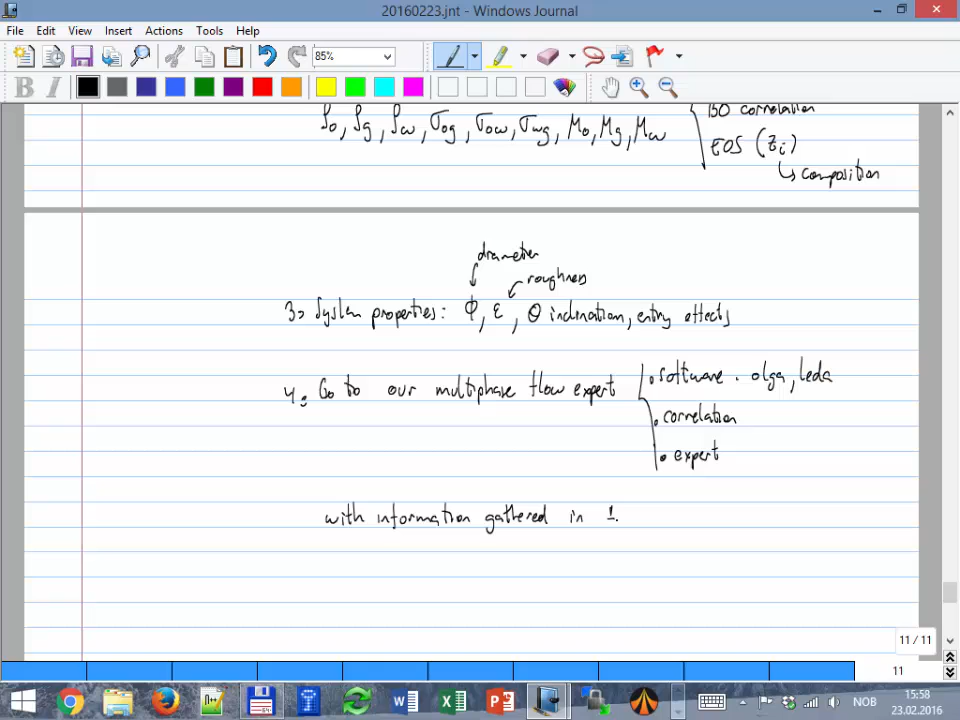 20160223.jnt - Windows Journal
File Edit View Insert Actions Tools Help
85%
B I
ρo, ρg, ρw, σog, σow, σwg, μo, μg, μw
BO correlation
EOS (Zi)
↳ composition
diameter
roughness
3. System properties: Φ, ε, θ inclination, entry effects
4. Go to our multiphase flow expert
• software. olga, leda
• correlation
• expert
with information gathered in 1.
11 / 11
11
NOB
15:58
23.02.2016